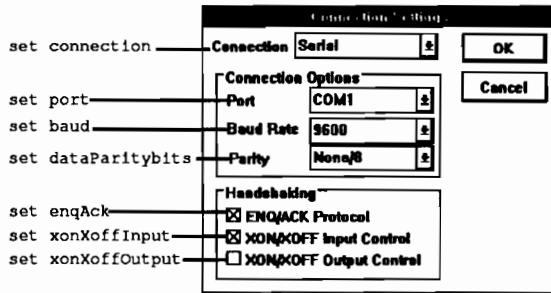 Connection Settings
set connection
Connection Serial
OK
Cancel
Connection Options
set port
Port COM1
set baud
Baud Rate 9600
set dataParitybits
Parity None/8
Handshaking
set enqAck
ENQ/ACK Protocol
set xonXoffInput
XON/XOFF Input Control
set xonXoffOutput
XON/XOFF Output Control